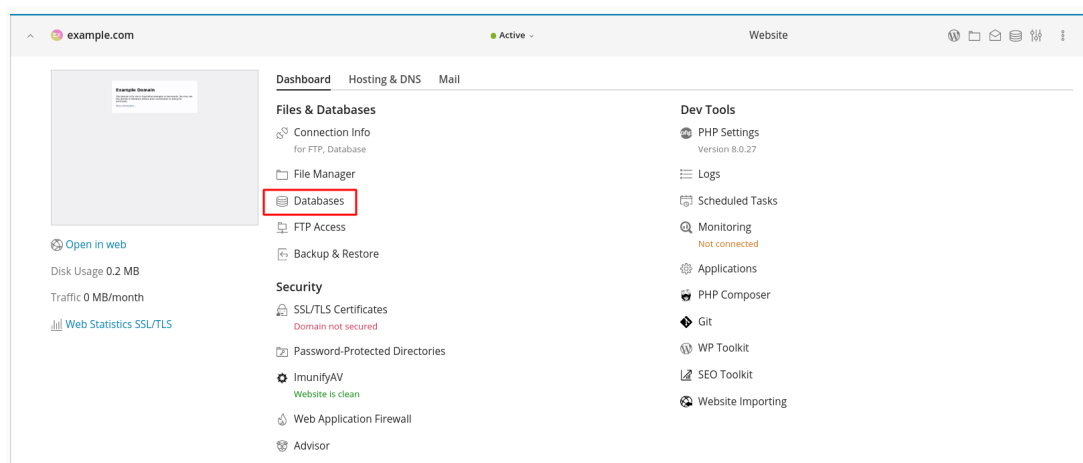 example.com
Active
Website
Example Domain
Dashboard Hosting & DNS Mail
Files & Databases
Connection Info
for FTP, Database
File Manager
Databases
FTP Access
Backup & Restore
Security
SSL/TLS Certificates
Domain not secured
Password-Protected Directories
ImunifyAV
Website is clean
Web Application Firewall
Advisor
Dev Tools
PHP Settings
Version 8.0.27
Logs
Scheduled Tasks
Monitoring
Not connected
Applications
PHP Composer
Git
WP Toolkit
SEO Toolkit
Website Importing
Open in web
Disk Usage 0.2 MB
Traffic 0 MB/month
Web Statistics SSL/TLS